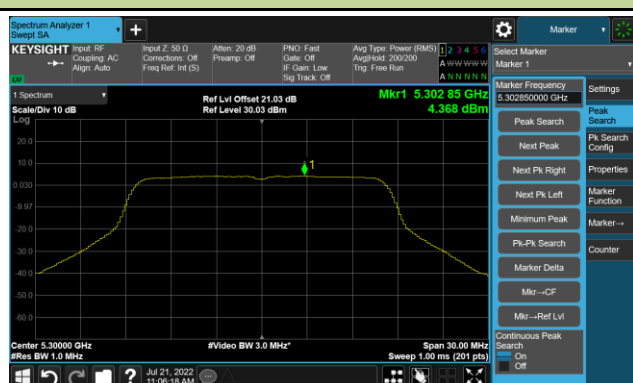 Spectrum Analyzer 1
Swept SA
Marker
KEYSIGHT
Input: RF
Coupling: AC
Align: Auto
Input Z: 50 Ω
Corrections: Off
Freq Ref: Int (S)
Atten: 20 dB
Preamp: Off
PNO: Fast
Gate: Off
IF Gain: Low
Sig Track: Off
Avg Type: Power (RMS)
Avg|Hold: 200/200
Trig: Free Run
1 2 3 4 5 6
A W W W W W
A N N N N N
LXI
1 Spectrum
Scale/Div 10 dB
Log
Ref Lvl Offset 21.03 dB
Ref Level 30.03 dBm
Mkr1 5.302 85 GHz
4.368 dBm
20.0
10.0
0.030
-9.97
-20.0
-30.0
-40.0
-50.0
-60.0
1
Center 5.30000 GHz
#Res BW 1.0 MHz
#Video BW 3.0 MHz*
Span 30.00 MHz
Sweep 1.00 ms (201 pts)
Jul 21, 2022
11:06:18 AM
Select Marker
Marker 1
Marker Frequency
5.302850000 GHz
Peak Search
Next Peak
Next Pk Right
Next Pk Left
Minimum Peak
Pk-Pk Search
Marker Delta
Mkr→CF
Mkr→Ref Lvl
Continuous Peak
Search
On
Off
Settings
Peak
Search
Pk Search
Config
Properties
Marker
Function
Marker→
Counter